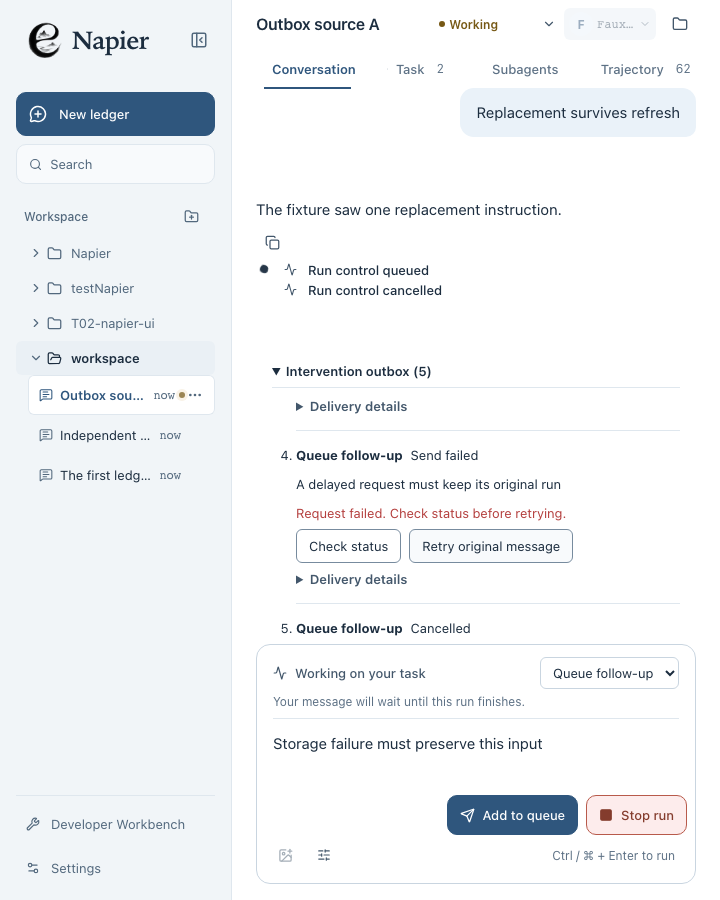 Napier
New ledger
Search
Workspace
Napier
testNapier
T02-napier-ui
workspace
Outbox sou... now
Independent ... now
The first ledg... now
Developer Workbench
Settings
Outbox source A
Working
F Faux...
Conversation
Task 2
Subagents
Trajectory 62
Replacement survives refresh
The fixture saw one replacement instruction.
Run control queued
Run control cancelled
Intervention outbox (5)
Delivery details
4. Queue follow-up Send failed
A delayed request must keep its original run
Request failed. Check status before retrying.
Check status
Retry original message
Delivery details
5. Queue follow-up Cancelled
Working on your task
Queue follow-up
Your message will wait until this run finishes.
Storage failure must preserve this input
Add to queue
Stop run
Ctrl / ⌘ + Enter to run